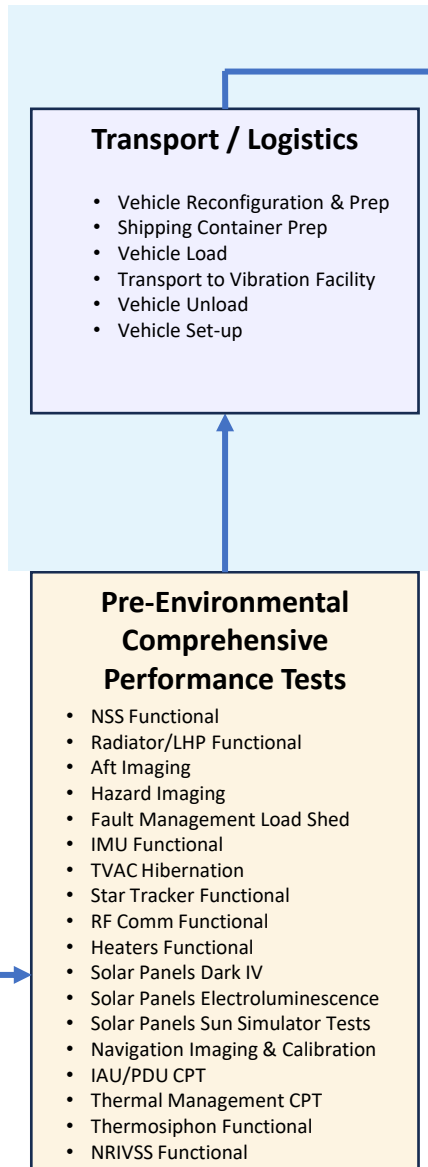 Transport / Logistics
• Vehicle Reconfiguration & Prep
• Shipping Container Prep
• Vehicle Load
• Transport to Vibration Facility
• Vehicle Unload
• Vehicle Set-up
Pre-Environmental
Comprehensive
Performance Tests
• NSS Functional
• Radiator/LHP Functional
• Aft Imaging
• Hazard Imaging
• Fault Management Load Shed
• IMU Functional
• TVAC Hibernation
• Star Tracker Functional
• RF Comm Functional
• Heaters Functional
• Solar Panels Dark IV
• Solar Panels Electroluminescence
• Solar Panels Sun Simulator Tests
• Navigation Imaging & Calibration
• IAU/PDU CPT
• Thermal Management CPT
• Thermosiphon Functional
• NRIVSS Functional